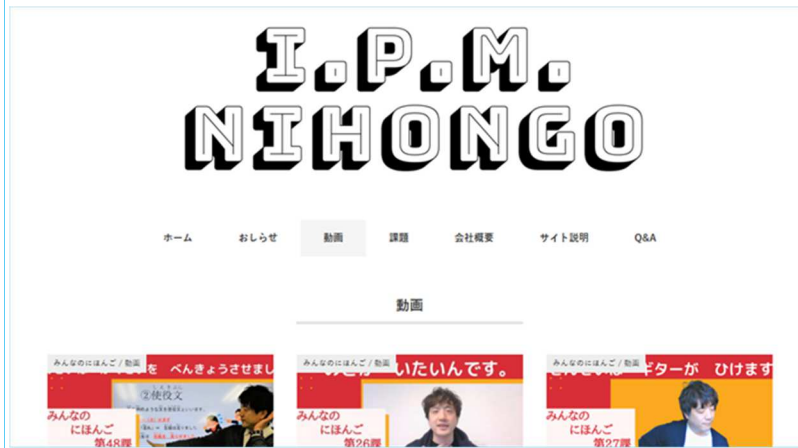 I.P.M.
NIHONGO
ホーム おしらせ 動画 課題 会社概要 サイト説明 Q&A
動画
みんなのにほんご / 動画
を べんきょうさせまし
②使役文
みんなの
にほんご
第48課
みんなのにほんご / 動画
いたいんです。
みんなの
にほんご
第26課
みんなのにほんご / 動画
ギターが ひけます
みんなの
にほんご
第27課